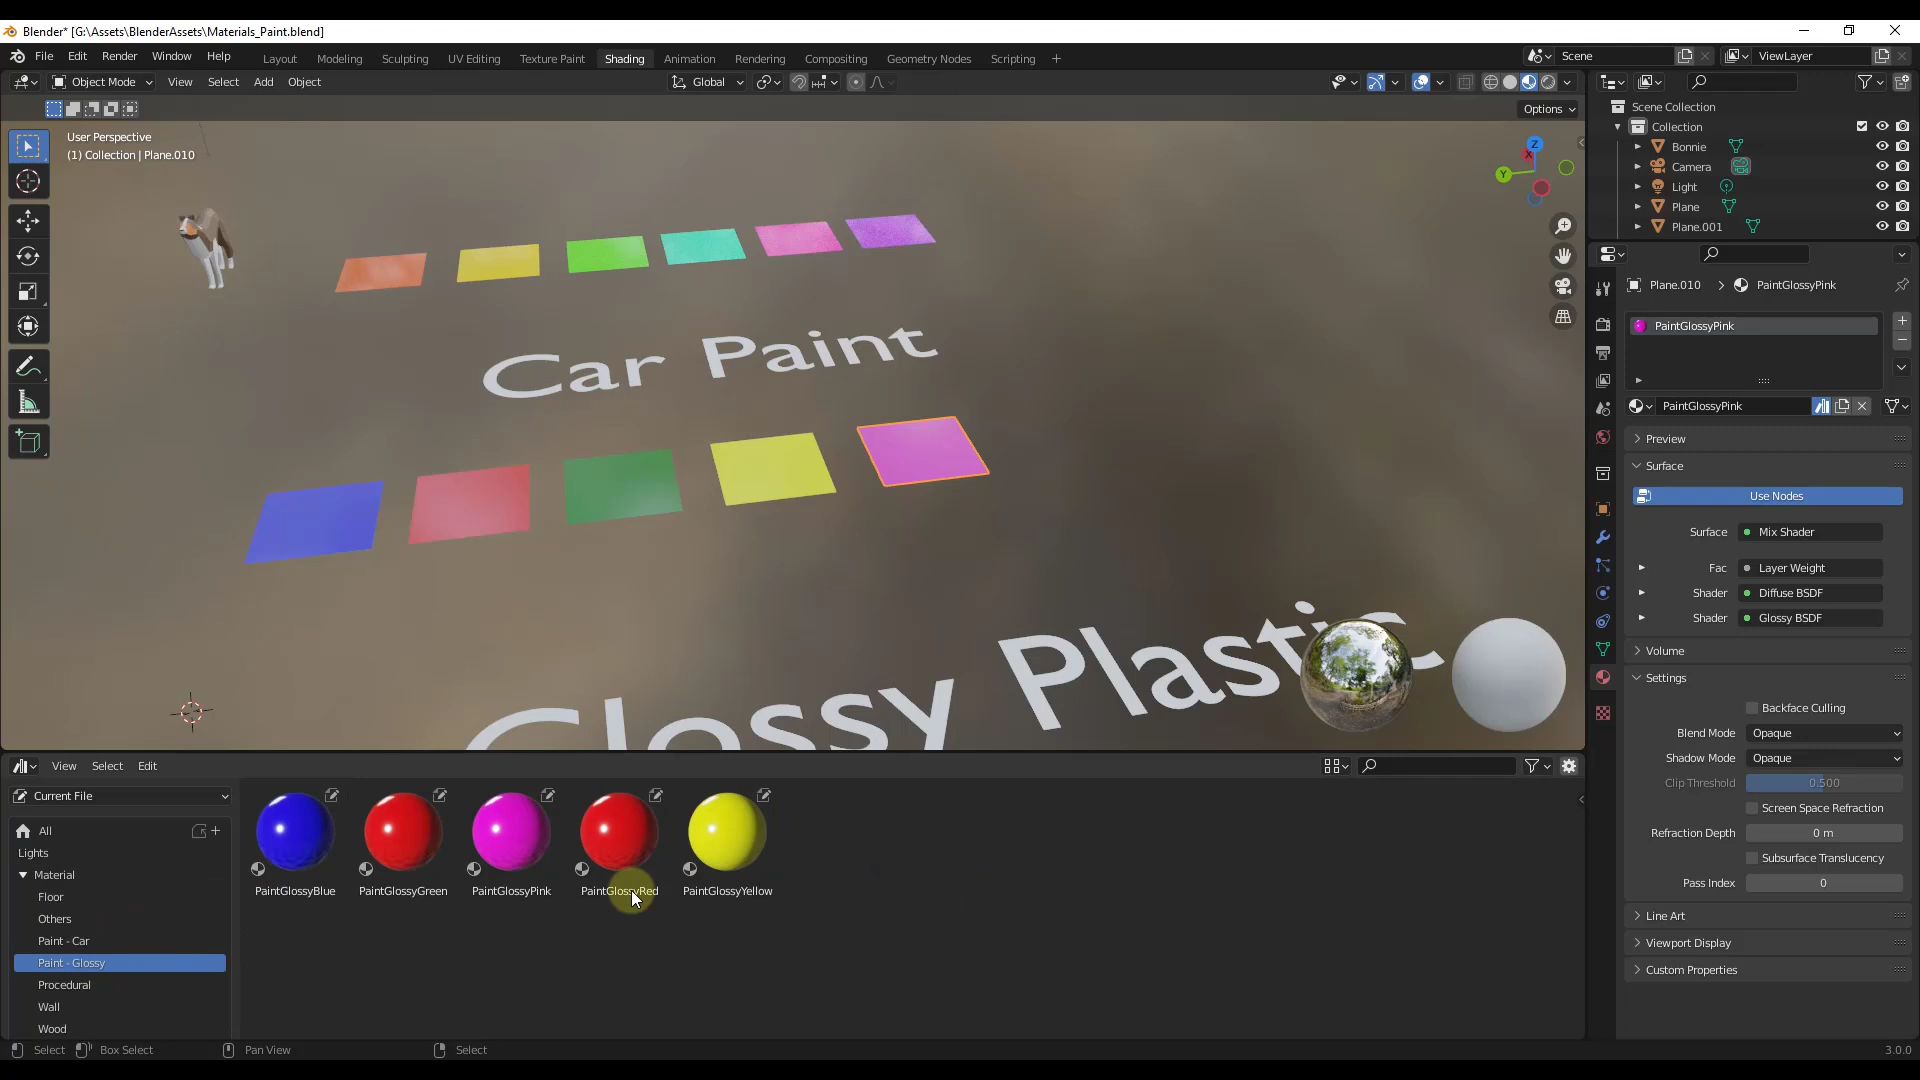 Blender* [G:\Assets\BlenderAssets\Materials_Paint.blend]
File Edit Render Window Help Layout Modeling Sculpting UV Editing Texture Paint Shading Animation Rendering Compositing Geometry Nodes Scripting + Scene ViewLayer
Object Mode View Select Add Object Global
Options
User Perspective
(1) Collection | Plane.010
Z
X
Y
Car Paint
Glossy Plastic
Scene Collection
Collection
Bonnie
Camera
Light
Plane
Plane.001
Plane.010 > PaintGlossyPink
PaintGlossyPink
PaintGlossyPink
Preview
Surface
Use Nodes
Surface Mix Shader
Fac Layer Weight
Shader Diffuse BSDF
Shader Glossy BSDF
Volume
Settings
Backface Culling
Blend Mode Opaque
Shadow Mode Opaque
Clip Threshold 0.500
Screen Space Refraction
Refraction Depth 0 m
Subsurface Translucency
Pass Index 0
Line Art
Viewport Display
Custom Properties
View Select Edit
Current File
All
Lights
Material
Floor
Others
Paint - Car
Paint - Glossy
Procedural
Wall
Wood
PaintGlossyBlue PaintGlossyGreen PaintGlossyPink PaintGlossyRed PaintGlossyYellow
Select Box Select Pan View Select 3.0.0